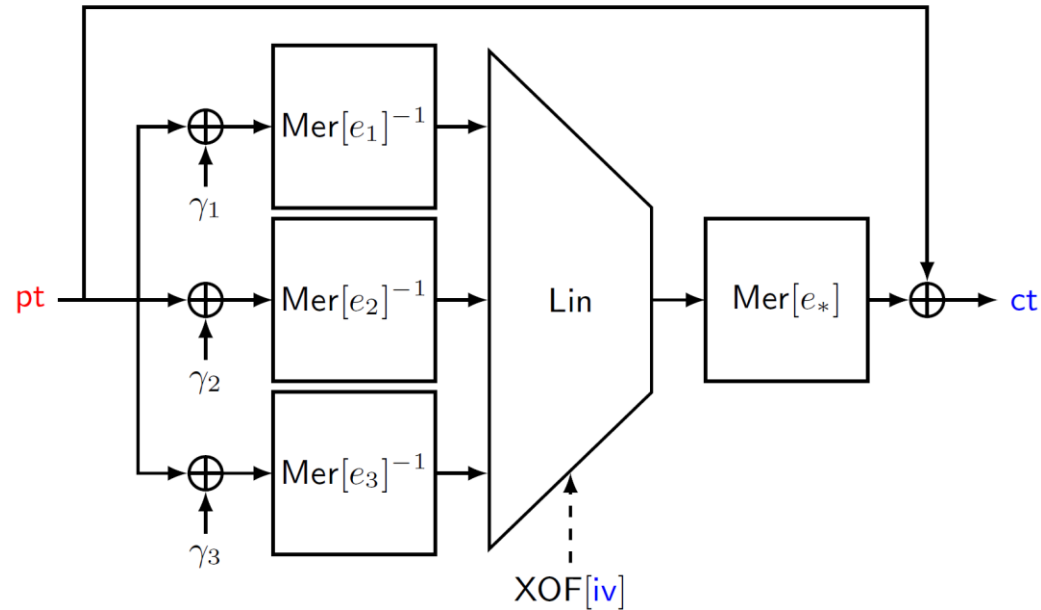 Mer[e₁]⁻¹
γ₁
pt
Mer[e₂]⁻¹
Lin
Mer[e*]
ct
γ₂
Mer[e₃]⁻¹
γ₃
XOF[iv]